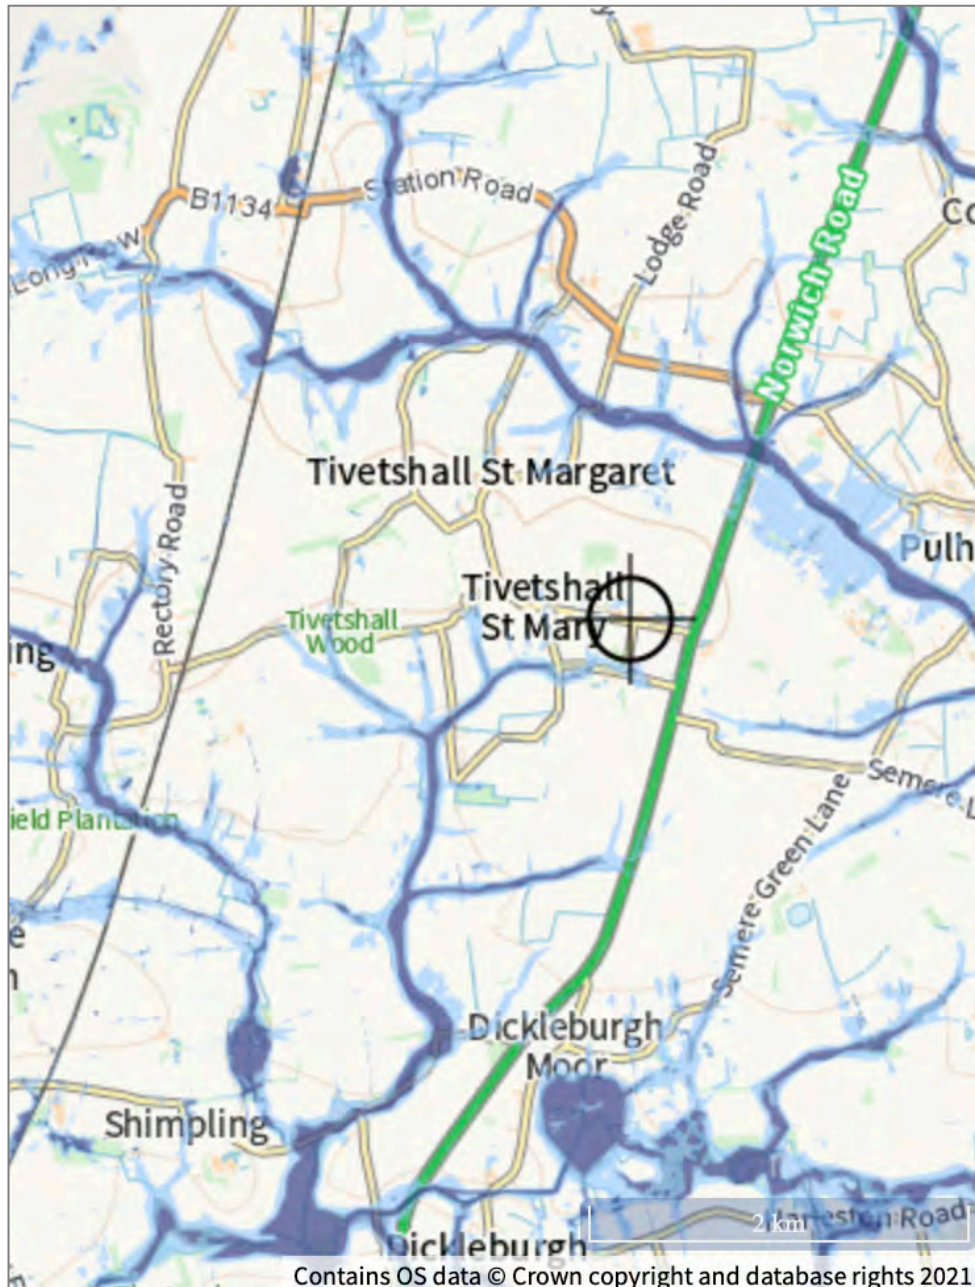 B1134
Station Road
Long Row
Lodge Road
Norwich Road
Co
Tivetshall St Margaret
Rectory Road
Pulh
Tivetshall
St Mary
Tivetshall
Wood
ing
Semere L
ield Plantation
Semere Green Lane
e
n
Dickleburgh
Moor
Shimpling
2 km
Dickleburgh
Contains OS data © Crown copyright and database rights 2021